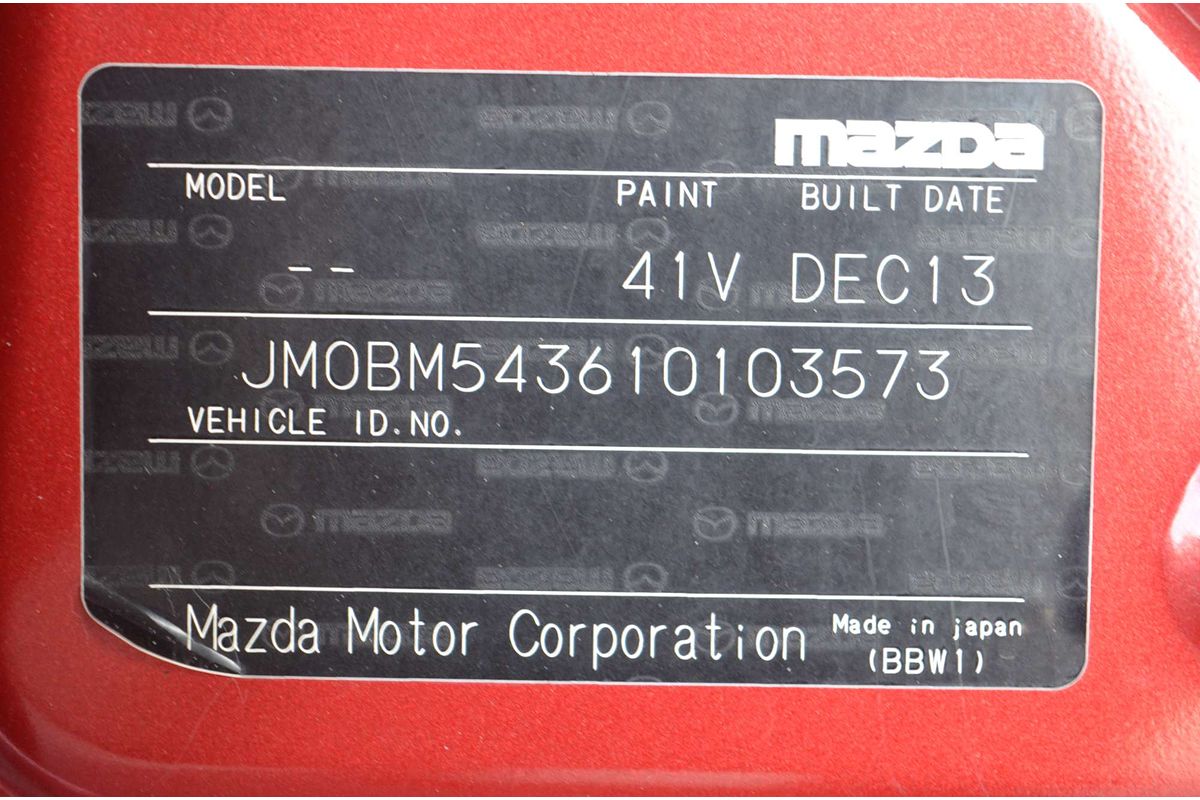 mazda
MODEL PAINT BUILT DATE
-- 41V DEC13
JM0BM543610103573
VEHICLE ID.NO.
Mazda Motor Corporation
Made in japan
(BBW1)